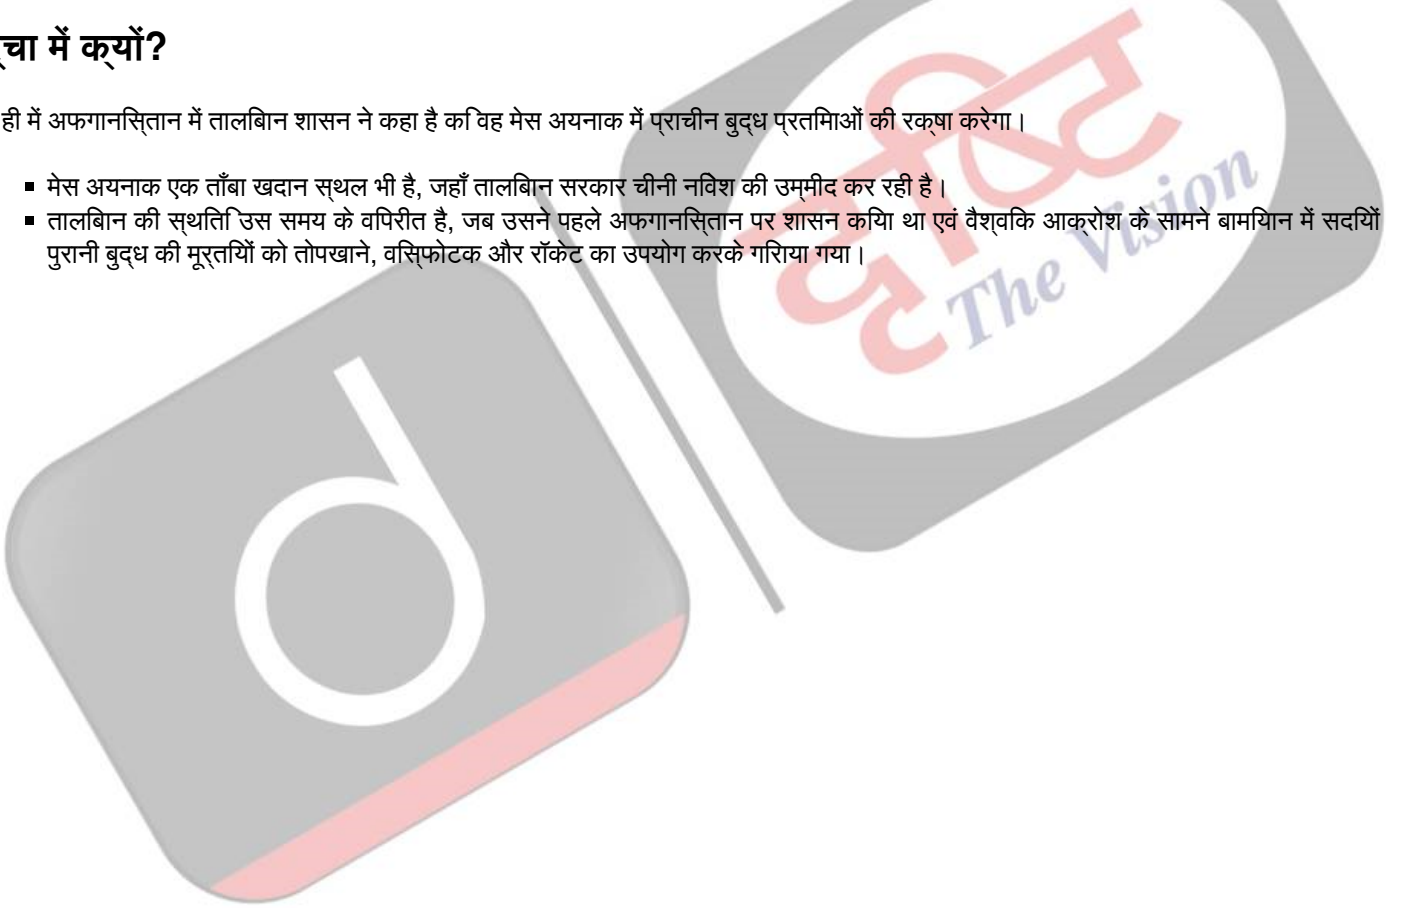 र्चा में क्यों?
ही में अफगानिस्तान में तालिबान शासन ने कहा है कि वह मेस अयनाक में प्राचीन बुद्ध प्रतिमाओं की रक्षा करेगा।
मेस अयनाक एक ताँबा खदान स्थल भी है, जहाँ तालिबान सरकार चीनी निवेश की उम्मीद कर रही है।
तालिबान की स्थिति उस समय के विपरीत है, जब उसने पहले अफगानिस्तान पर शासन किया था एवं वैश्विक आक्रोश के सामने बामियान में सदियों
पुरानी बुद्ध की मूर्तियों को तोपखाने, विस्फोटक और रॉकेट का उपयोग करके गिराया गया।
दृष्टि
The Vision
d